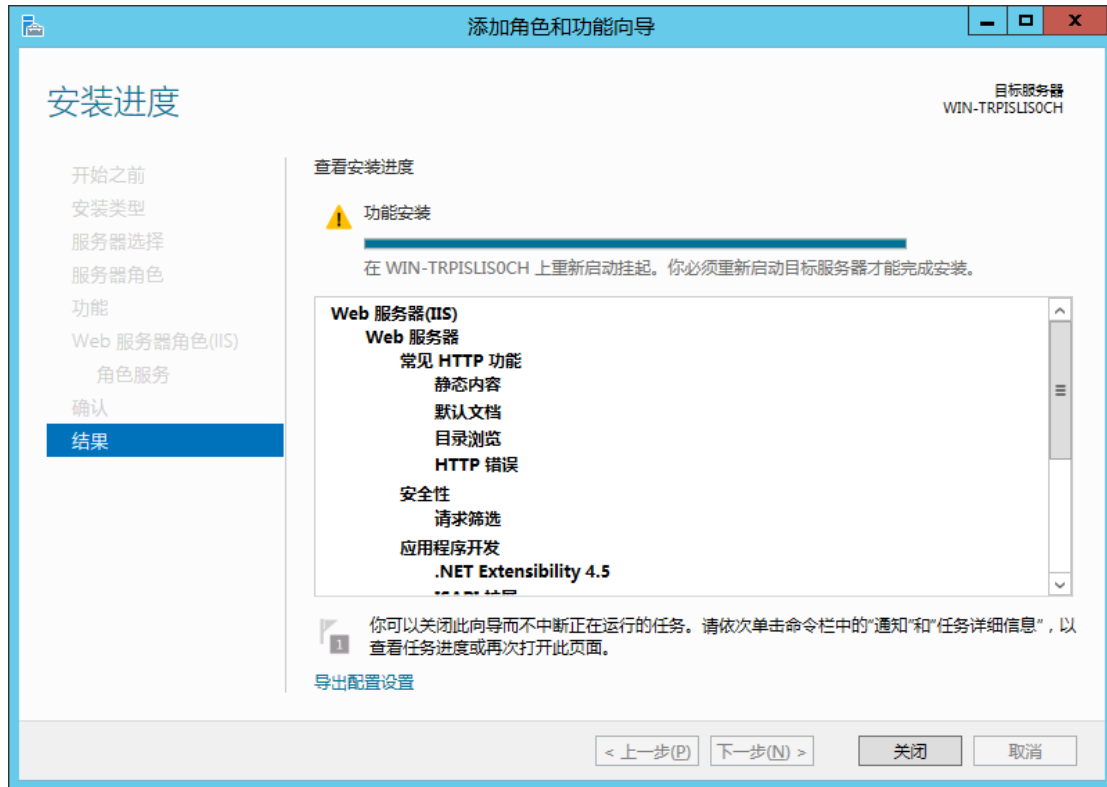 添加角色和功能向导
安装进度
目标服务器
WIN-TRPISLIS0CH
开始之前
安装类型
服务器选择
服务器角色
功能
Web 服务器角色(IIS)
角色服务
确认
结果
查看安装进度
功能安装
在 WIN-TRPISLIS0CH 上重新启动挂起。你必须重新启动目标服务器才能完成安装。
Web 服务器(IIS)
Web 服务器
常见 HTTP 功能
静态内容
默认文档
目录浏览
HTTP 错误
安全性
请求筛选
应用程序开发
.NET Extensibility 4.5
1
你可以关闭此向导而不中断正在运行的任务。请依次单击命令栏中的"通知"和"任务详细信息"，以
查看任务进度或再次打开此页面。
导出配置设置
< 上一步(P)
下一步(N) >
关闭
取消